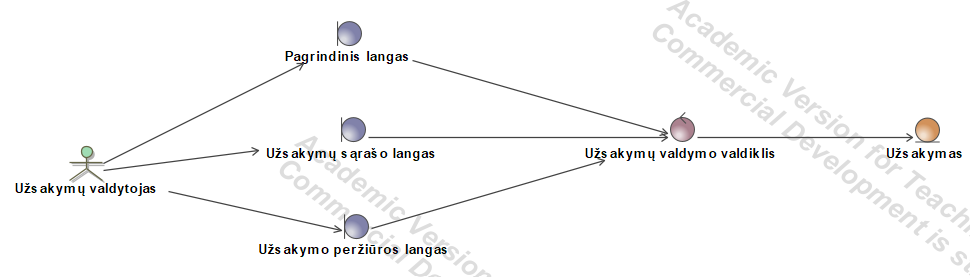 Pagrindinis langas
Užsakymų sąrašo langas
Užsakymų valdymo valdiklis
Užsakymas
Užsakymų valdytojas
Užsakymo peržiūros langas
Academic Version for Teach
Commercial Development is s
Academic Version
Commercial De